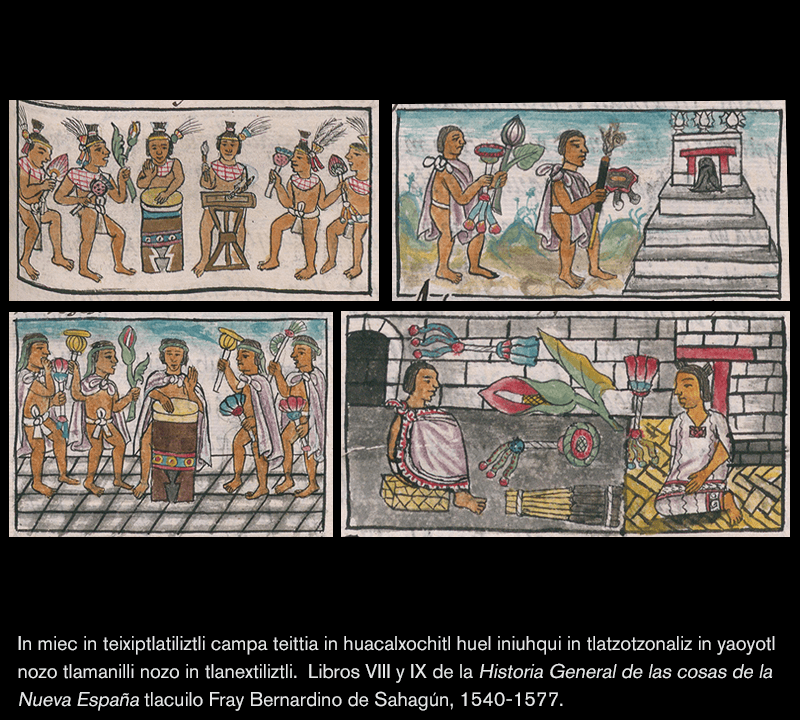 In miec in teixiptlatiliztli campa teittia in huacalxochitl huel iniuhqui in tlatzotzonaliz in yaoyotl
nozo tlamanilli nozo in tlanextiliztli. Libros VIII y IX de la Historia General de las cosas de la
Nueva España tlacuilo Fray Bernardino de Sahagún, 1540-1577.